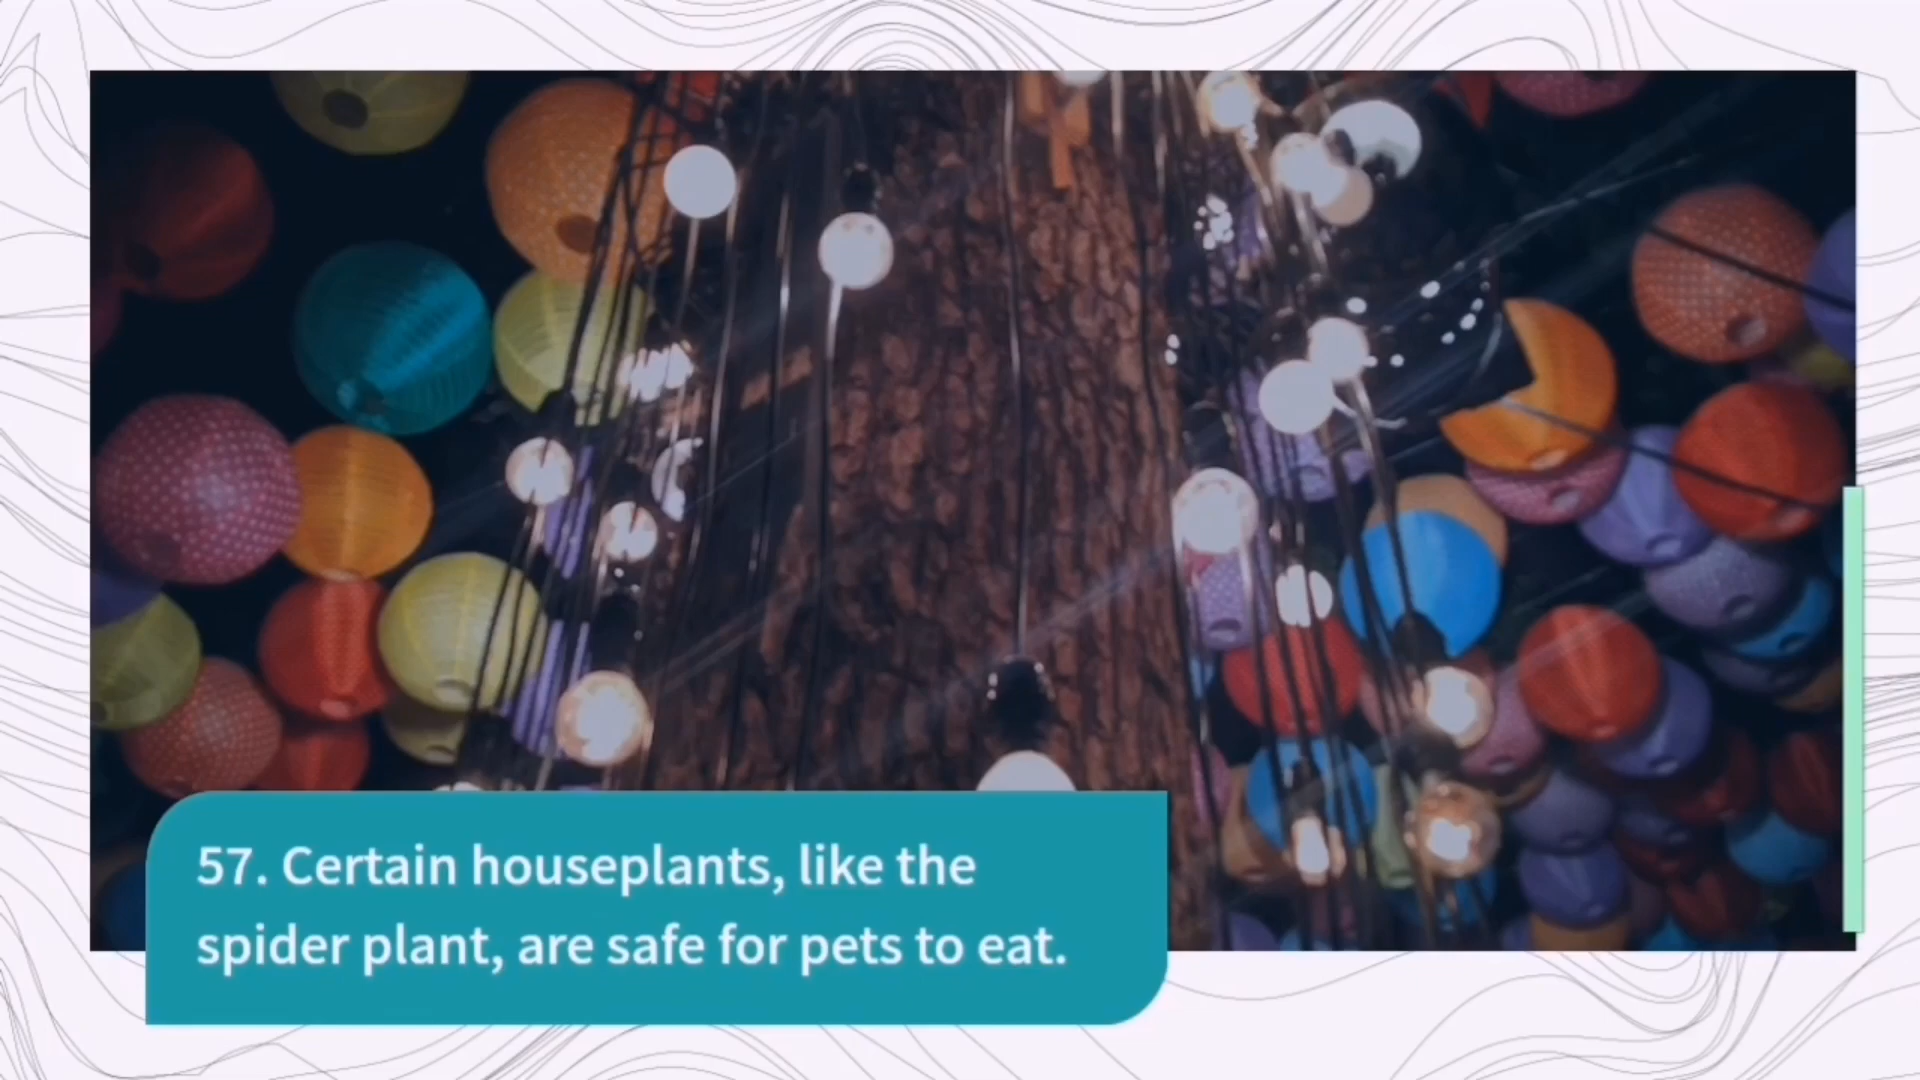 57. Certain houseplants, like the
spider plant, are safe for pets to eat.